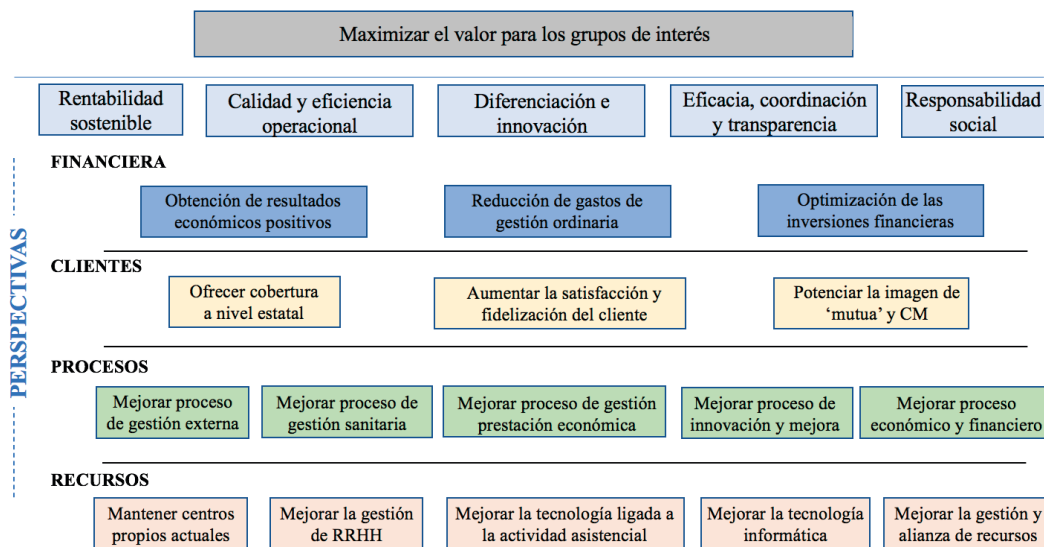 Maximizar el valor para los grupos de interés
Rentabilidad
sostenible
Calidad y eficiencia
operacional
Diferenciación e
innovación
Eficacia, coordinación
y transparencia
Responsabilidad
social
PERSPECTIVAS
FINANCIERA
Obtención de resultados
económicos positivos
Reducción de gastos de
gestión ordinaria
Optimización de las
inversiones financieras
CLIENTES
Ofrecer cobertura
a nivel estatal
Aumentar la satisfacción y
fidelización del cliente
Potenciar la imagen de
‘mutua’ y CM
PROCESOS
Mejorar proceso
de gestión externa
Mejorar proceso de
gestión sanitaria
Mejorar proceso de gestión
prestación económica
Mejorar proceso de
innovación y mejora
Mejorar proceso
económico y financiero
RECURSOS
Mantener centros
propios actuales
Mejorar la gestión
de RRHH
Mejorar la tecnología ligada a
la actividad asistencial
Mejorar la tecnología
informática
Mejorar la gestión y
alianza de recursos